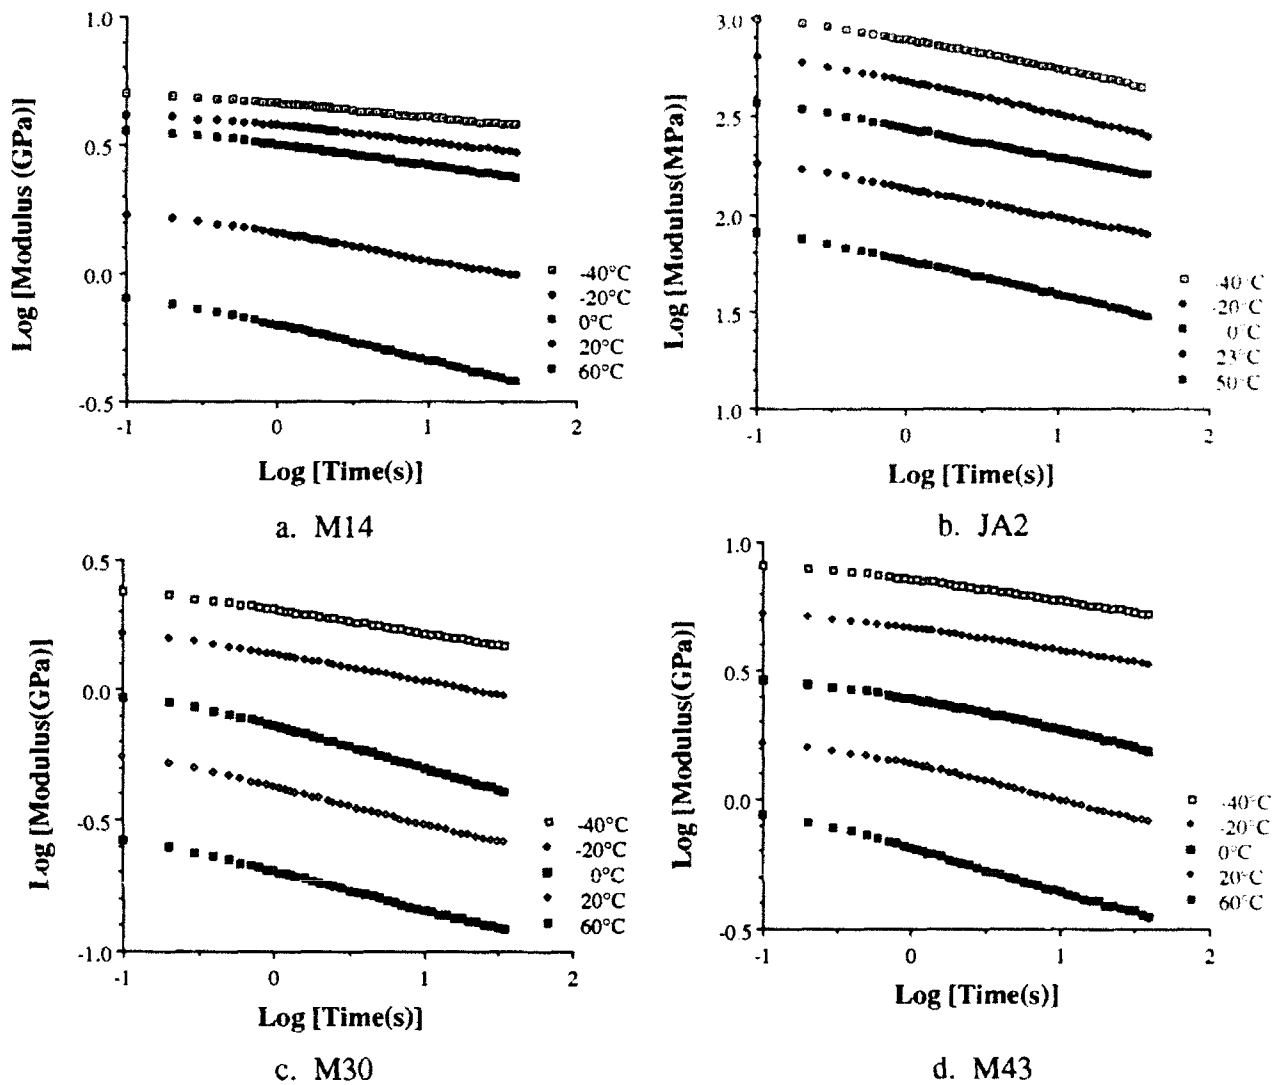 Log [Modulus (GPa)]
1.0
0.5
0.0
-0.5
-1
0
1
2
Log [Time(s)]
-40°C
-20°C
0°C
20°C
60°C
a. M14
Log [Modulus(MPa)]
3.0
2.5
2.0
1.5
1.0
-1
0
1
2
Log [Time(s)]
-40°C
-20°C
0°C
23°C
50°C
b. JA2
Log [Modulus(GPa)]
0.5
0.0
-0.5
-1.0
-1
0
1
2
Log [Time(s)]
-40°C
-20°C
0°C
20°C
60°C
c. M30
Log [Modulus(GPa)]
1.0
0.5
0.0
-0.5
-1
0
1
2
Log [Time(s)]
-40°C
-20°C
0°C
20°C
60°C
d. M43